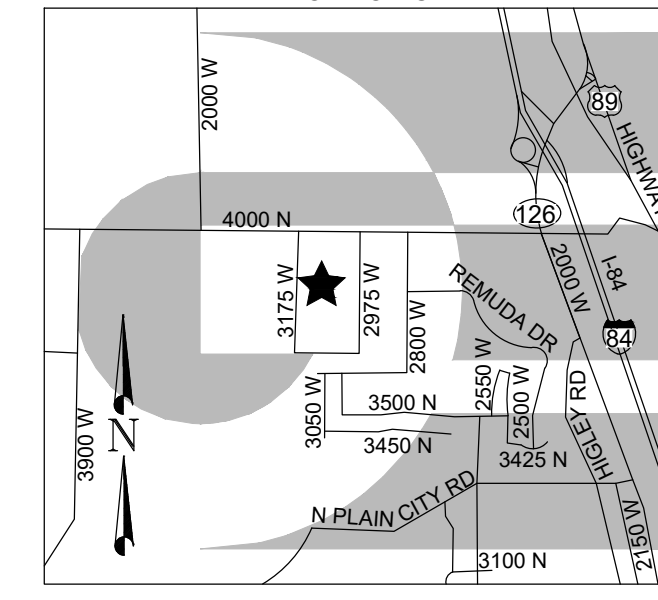 2000 W
89
HIGHWAY
126
4000 N
2000 W
I-84
3175 W
2975 W
REMUDA DR
84
2800 W
2550 W
2500 W
3050 W
3500 N
3450 N
3425 N
HIGLEY RD
3900 W
N
N PLAIN CITY RD
2150 W
3100 N